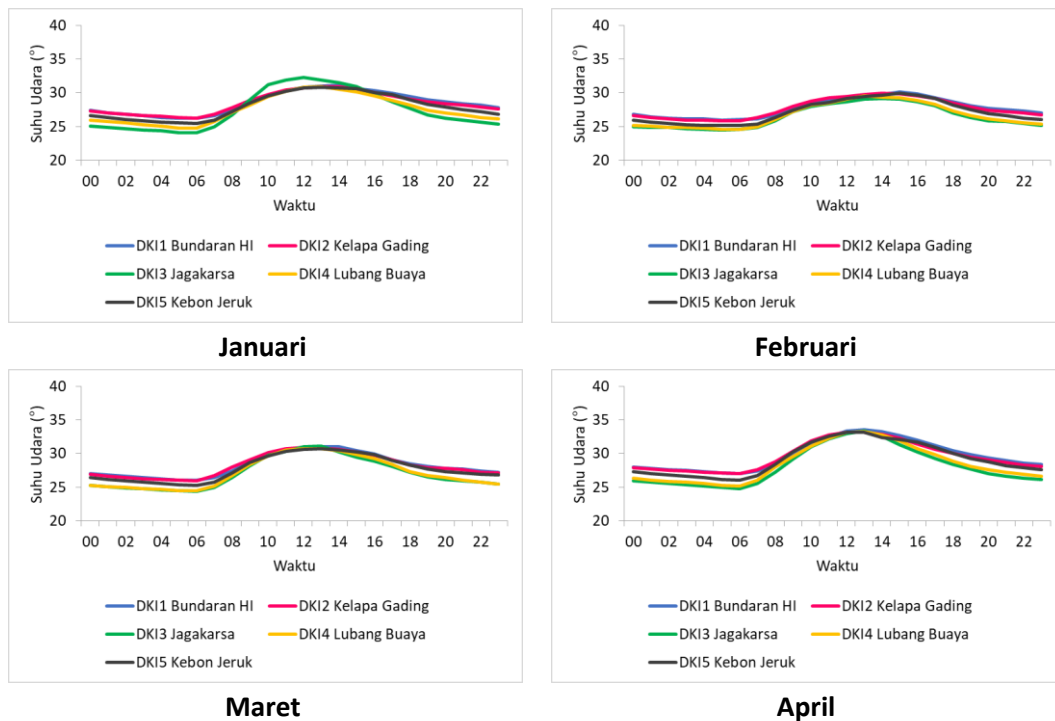 40
35
30
25
20
Suhu Udara (°)
00 02 04 06 08 10 12 14 16 18 20 22
Waktu
DKI1 Bundaran HI DKI2 Kelapa Gading
DKI3 Jagakarsa DKI4 Lubang Buaya
DKI5 Kebon Jeruk
Januari
40
35
30
25
20
Suhu Udara (°)
00 02 04 06 08 10 12 14 16 18 20 22
Waktu
DKI1 Bundaran HI DKI2 Kelapa Gading
DKI3 Jagakarsa DKI4 Lubang Buaya
DKI5 Kebon Jeruk
Februari
40
35
30
25
20
Suhu Udara (°)
00 02 04 06 08 10 12 14 16 18 20 22
Waktu
DKI1 Bundaran HI DKI2 Kelapa Gading
DKI3 Jagakarsa DKI4 Lubang Buaya
DKI5 Kebon Jeruk
Maret
40
35
30
25
20
Suhu Udara (°)
00 02 04 06 08 10 12 14 16 18 20 22
Waktu
DKI1 Bundaran HI DKI2 Kelapa Gading
DKI3 Jagakarsa DKI4 Lubang Buaya
DKI5 Kebon Jeruk
April